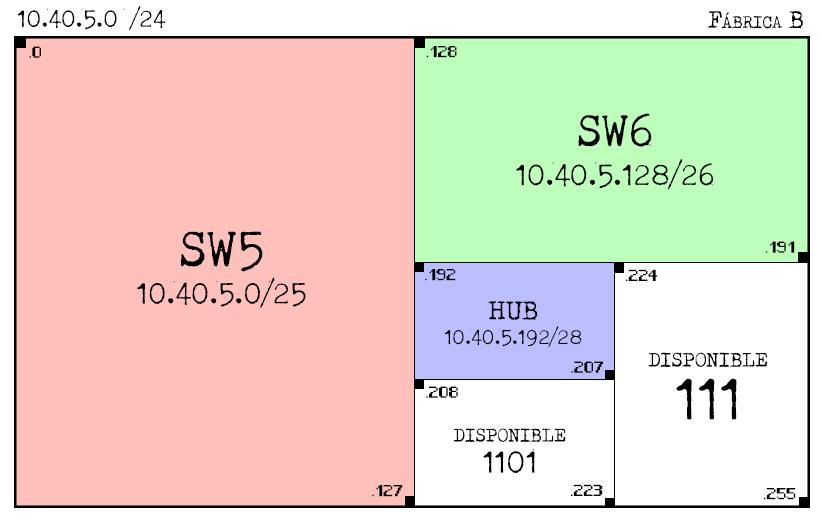 10.40.5.0 /24
FÁBRICA B
.0
SW5
10.40.5.0/25
.127
.128
SW6
10.40.5.128/26
.191
.192
HUB
10.40.5.192/28
.207
.208
DISPONIBLE
1101
.223
.224
DISPONIBLE
111
.255